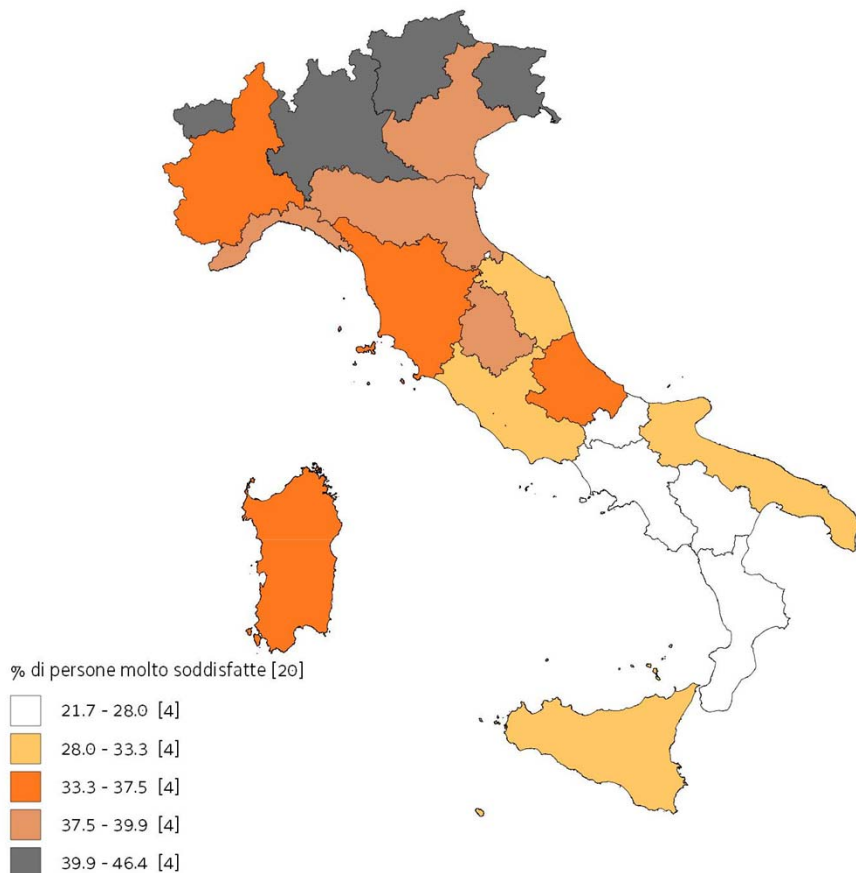 % di persone molto soddisfatte [20]
21.7 - 28.0 [4]
28.0 - 33.3 [4]
33.3 - 37.5 [4]
37.5 - 39.9 [4]
39.9 - 46.4 [4]